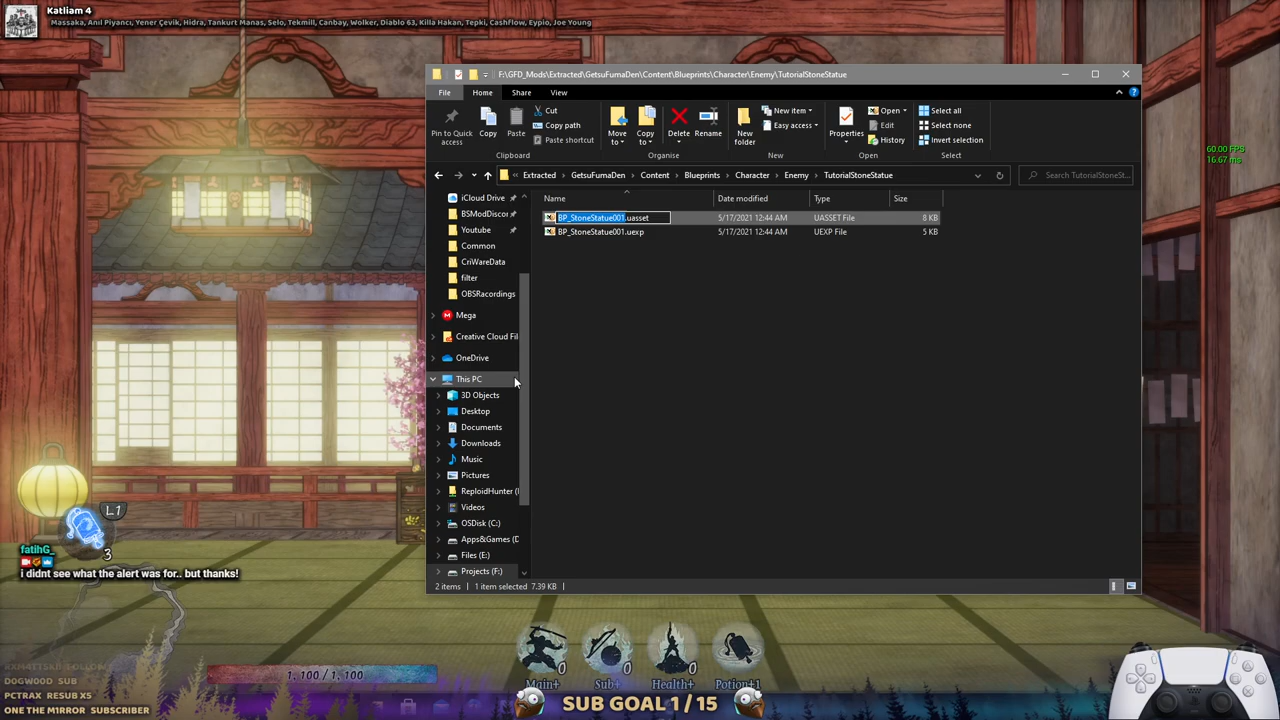 Katliam 4
Massaka, Anıl Piyancı, Yener Çevik, Hidra, Tankurt Manas, Selo, Tekmill, Canbay, Wolker, Diablo 63, Killa Hakan, Tepki, Cashflow, Eypio, Joe Young
F:\GFD_Mods\Extracted\GetsuFumaDen\Content\Blueprints\Character\Enemy\TutorialStoneStatue
File Home Share View
Pin to Quick access
Copy
Paste
Cut
Copy path
Paste shortcut
Clipboard
Move to
Copy to
Delete
Rename
Organise
New folder
New item
Easy access
New
Properties
Open
Edit
History
Open
Select all
Select none
Invert selection
Select
60.00 FPS
16.67 ms
« Extracted > GetsuFumaDen > Content > Blueprints > Character > Enemy > TutorialStoneStatue
Search TutorialStoneSt...
Name Date modified Type Size
BP_StoneStatue001.uasset 5/17/2021 12:44 AM UASSET File 8 KB
BP_StoneStatue001.uexp 5/17/2021 12:44 AM UEXP File 5 KB
iCloud Drive
BSModDiscor
Youtube
Common
CriWareData
filter
OBSRacordings
Mega
Creative Cloud Fil
OneDrive
This PC
3D Objects
Desktop
Documents
Downloads
Music
Pictures
ReploidHunter (
Videos
OSDisk (C:)
Apps&Games (D
Files (E:)
Projects (F:)
2 items 1 item selected 7.39 KB
L1
3
fatihG_
i didnt see what the alert was for.. but thanks!
FOLLOW
D0GWOOD SUB
PCTRAX RESUB X5
ONE THE M1RROR SUBSCRIBER
1,100 / 1,100
Main+ 0
Sub+ 0
Health+ 0
Potion+1
SUB GOAL 1 / 15